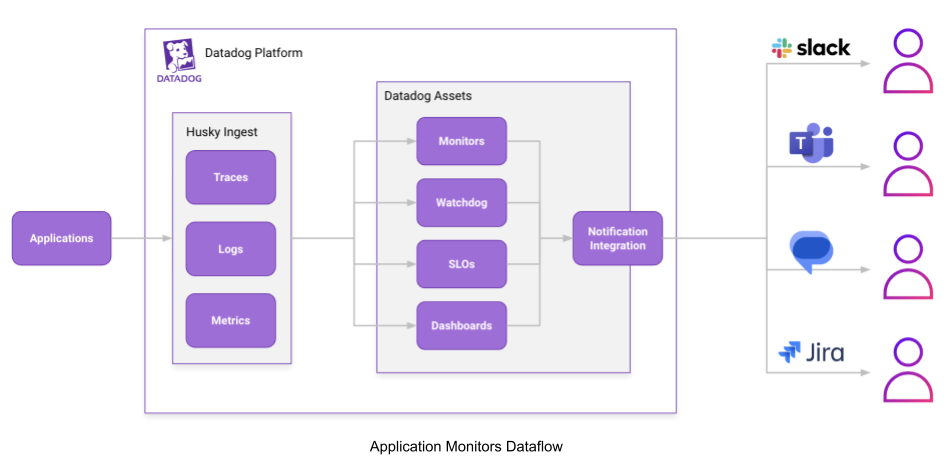 DATADOG
Datadog Platform
Husky Ingest
Traces
Logs
Metrics
Applications
Datadog Assets
Monitors
Watchdog
SLOs
Dashboards
Notification
Integration
slack
T
Jira
Application Monitors Dataflow